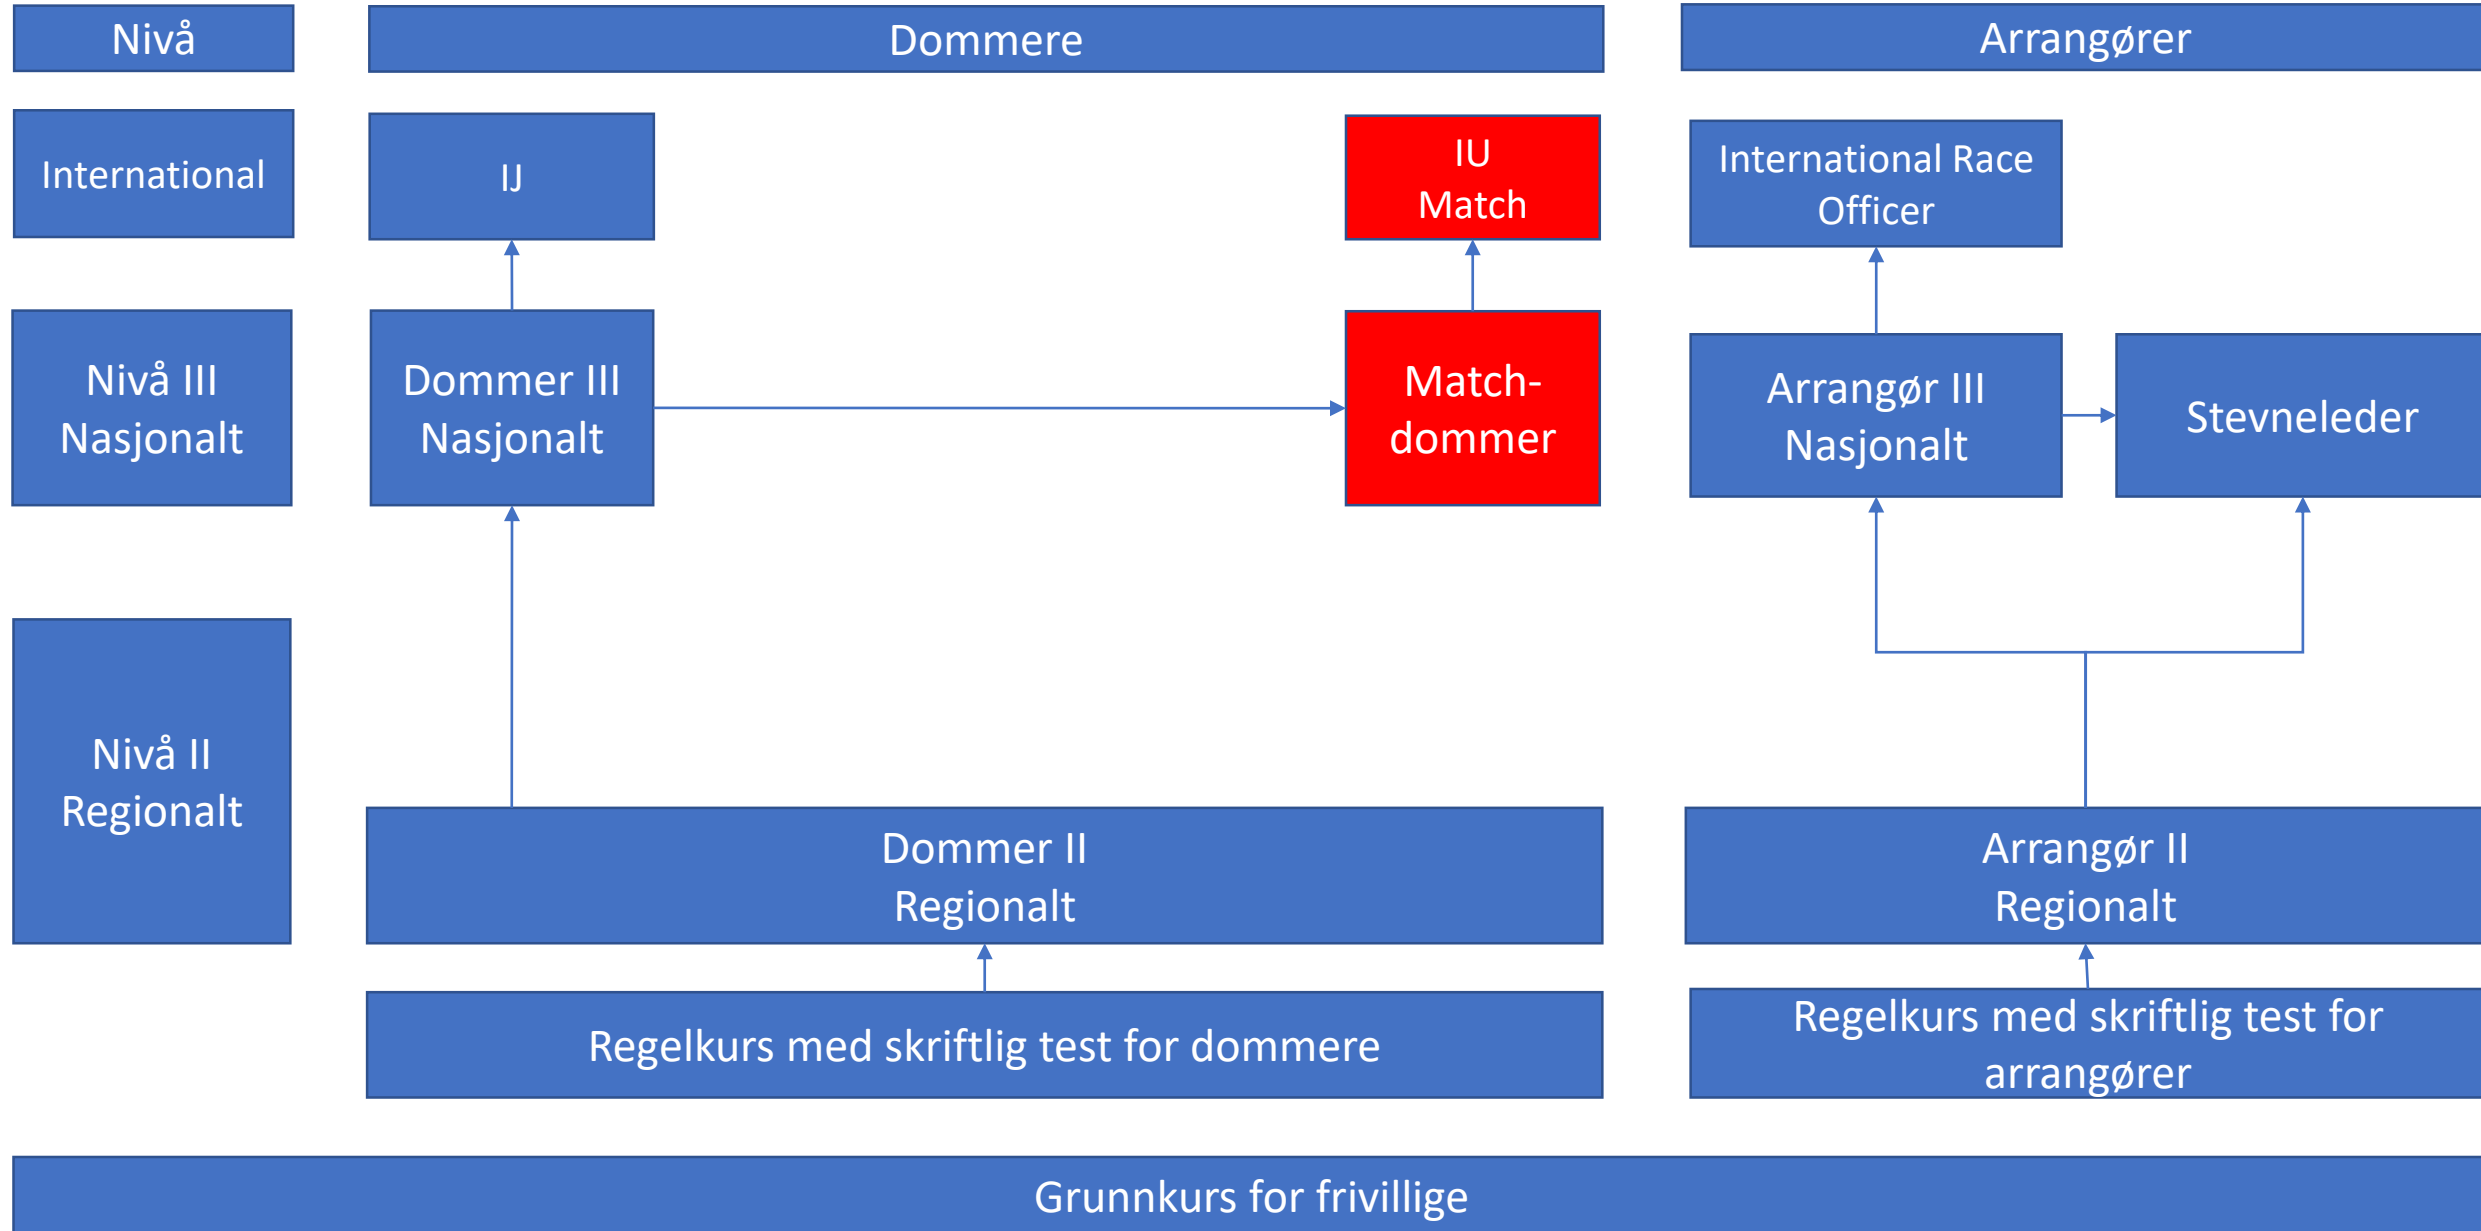 Nivå
Dommere
Arrangører
International
IJ
IU
Match
International Race
Officer
Nivå III
Nasjonalt
Dommer III
Nasjonalt
Match-
dommer
Arrangør III
Nasjonalt
Stevneleder
Nivå II
Regionalt
Dommer II
Regionalt
Arrangør II
Regionalt
Regelkurs med skriftlig test for dommere
Regelkurs med skriftlig test for
arrangører
Grunnkurs for frivillige